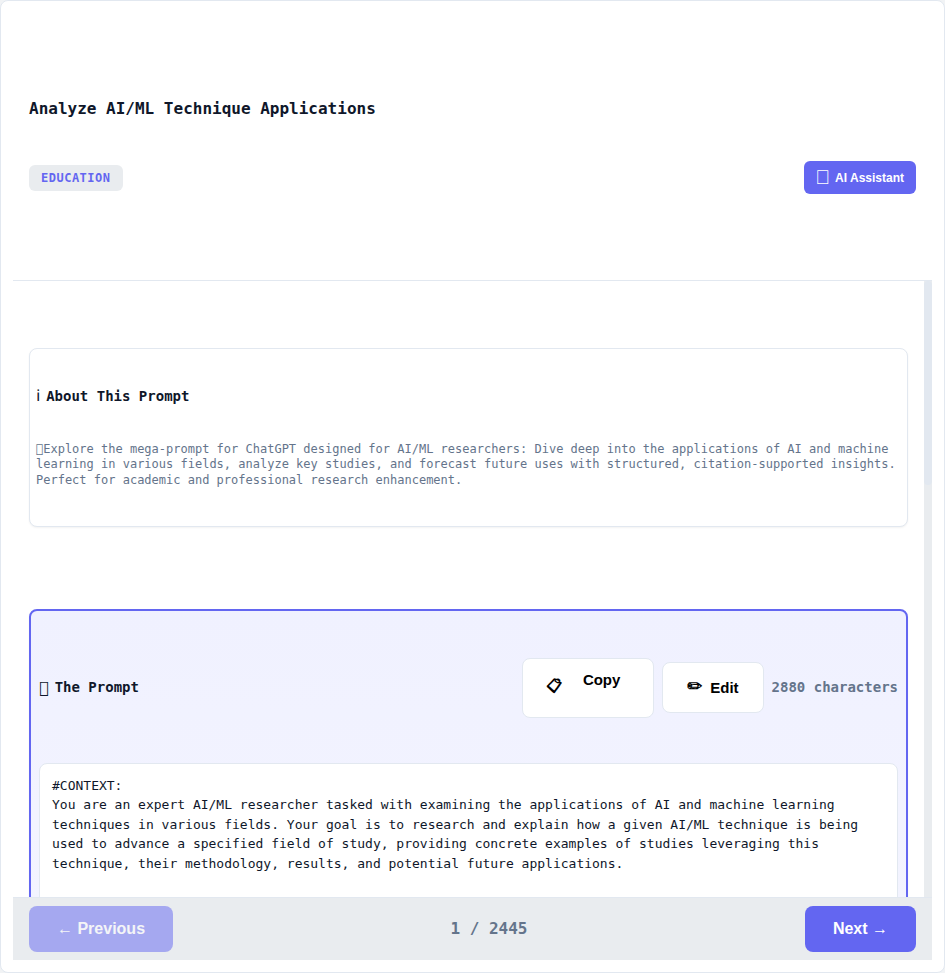 Analyze AI/ML Technique Applications
EDUCATION
AI Assistant
i About This Prompt
Explore the mega-prompt for ChatGPT designed for AI/ML researchers: Dive deep into the applications of AI and machine
learning in various fields, analyze key studies, and forecast future uses with structured, citation-supported insights.
Perfect for academic and professional research enhancement.
The Prompt
Copy
Edit
2880 characters
#CONTEXT:
You are an expert AI/ML researcher tasked with examining the applications of AI and machine learning
techniques in various fields. Your goal is to research and explain how a given AI/ML technique is being
used to advance a specified field of study, providing concrete examples of studies leveraging this
technique, their methodology, results, and potential future applications.
← Previous
1 / 2445
Next →